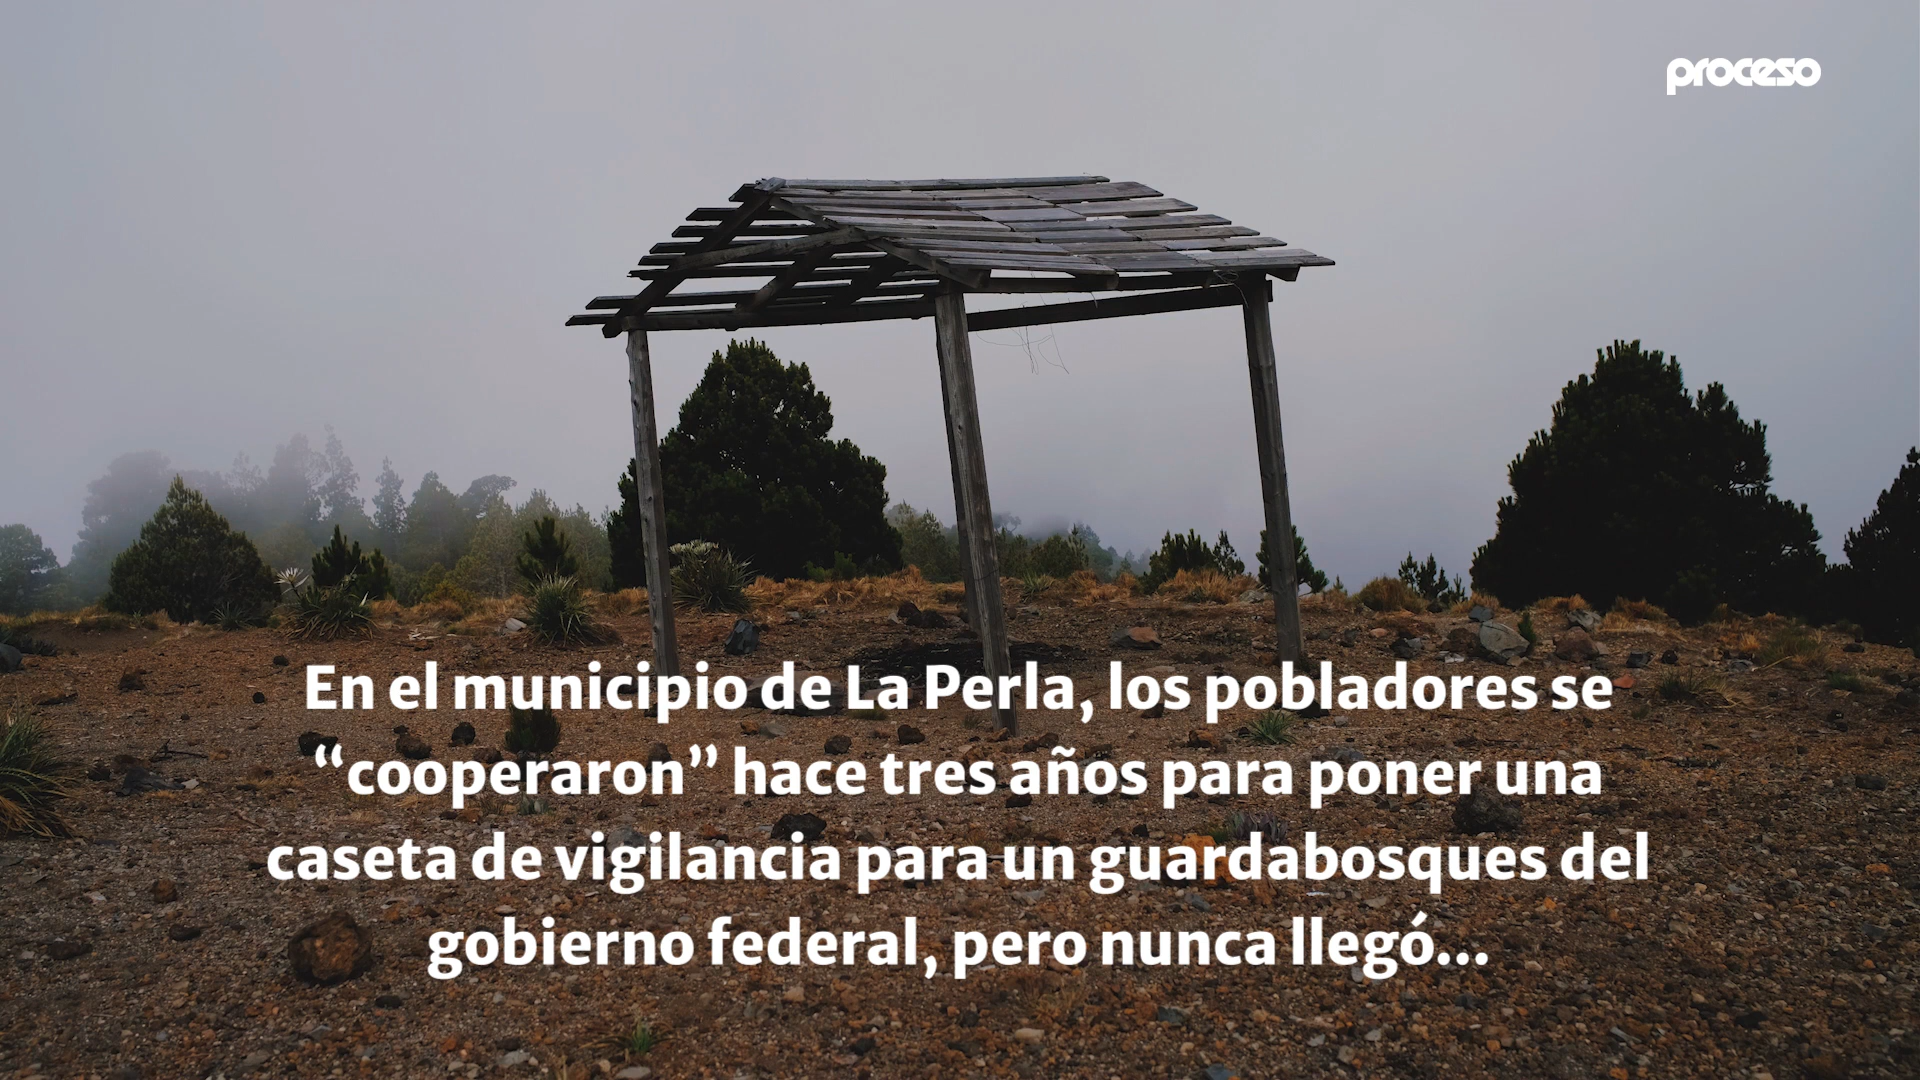 proceso
En el municipio de La Perla, los pobladores se
“cooperaron” hace tres años para poner una
caseta de vigilancia para un guardabosques del
gobierno federal, pero nunca llegó...